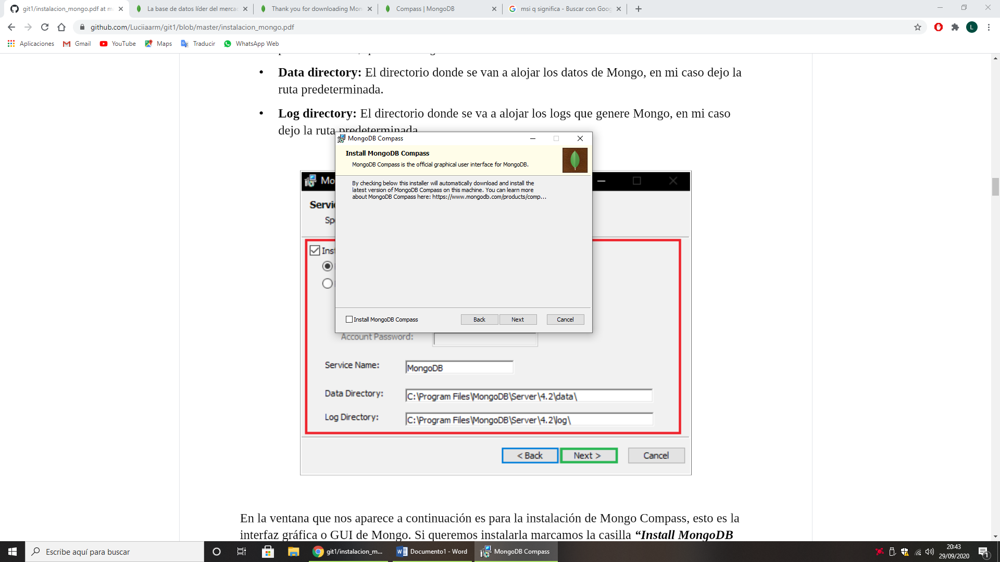 git1/instalacion_mongo.pdf at m
La base de datos líder del merca
Thank you for downloading Mon
Compass | MongoDB
msi q significa - Buscar con Goog
github.com/Luciiaarm/git1/blob/master/instalacion_mongo.pdf
L
Aplicaciones
Gmail
YouTube
Maps
Traducir
WhatsApp Web
• Data directory: El directorio donde se van a alojar los datos de Mongo, en mi caso dejo la
ruta predeterminada.
• Log directory: El directorio donde se va a alojar los logs que genere Mongo, en mi caso
dejo la ruta predeterminada
MongoDB Compass
Install MongoDB Compass
MongoDB Compass is the official graphical user interface for MongoDB.
By checking below this installer will automatically download and install the
latest version of MongoDB Compass on this machine. You can learn more
about MongoDB Compass here: https://www.mongodb.com/products/comp...
Install MongoDB Compass
Back
Next
Cancel
Mo
Servi
Sp
Inst
Account Password:
Service Name:
MongoDB
Data Directory:
C:\Program Files\MongoDB\Server\4.2\data\
Log Directory:
C:\Program Files\MongoDB\Server\4.2\log\
< Back
Next >
Cancel
En la ventana que nos aparece a continuación es para la instalación de Mongo Compass, esto es la
interfaz gráfica o GUI de Mongo. Si queremos instalarla marcamos la casilla “Install MongoDB
Escribe aquí para buscar
git1/instalacion_m...
Documento1 - Word
MongoDB Compass
20:43
29/09/2020
1